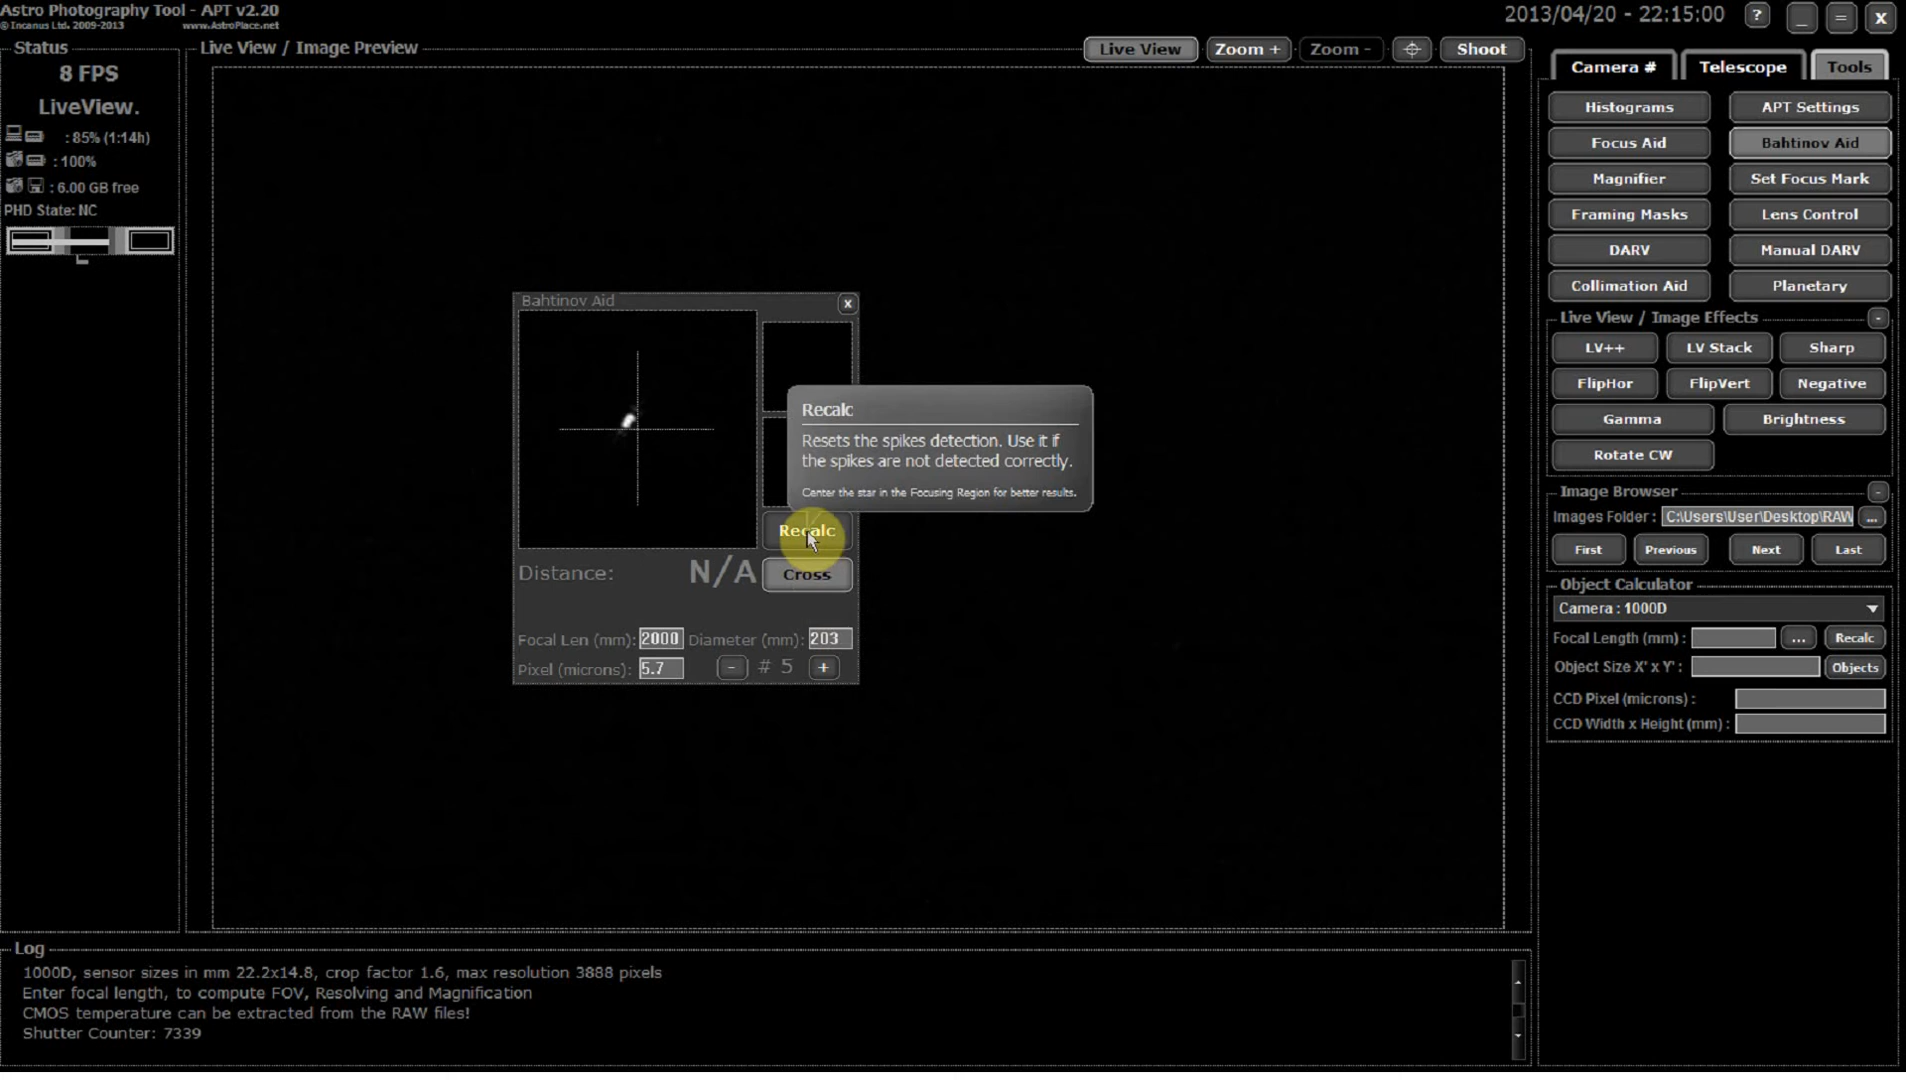 Astro Photography Tool - APT v2.20
© Incanus Ltd. 2009-2013 www.AstroPlace.net
2013/04/20 - 22:15:00 ? _ = X
Status
8 FPS
LiveView.
: 85% (1:14h)
: 100%
: 6.00 GB free
PHD State: NC
Live View / Image Preview
Live View Zoom + Zoom - Shoot
Camera # Telescope Tools
Histograms APT Settings
Focus Aid Bahtinov Aid
Magnifier Set Focus Mark
Framing Masks Lens Control
DARV Manual DARV
Collimation Aid Planetary
Live View / Image Effects -
LV++ LV Stack Sharp
FlipHor FlipVert Negative
Gamma Brightness
Rotate CW
Image Browser -
Images Folder : C:\Users\User\Desktop\RAW ...
First Previous Next Last
Object Calculator
Camera : 1000D
Focal Length (mm) : ... Recalc
Object Size X' x Y' : Objects
CCD Pixel (microns) :
CCD Width x Height (mm) :
Bahtinov Aid x
Recalc
Resets the spikes detection. Use it if
the spikes are not detected correctly.
Center the star in the Focusing Region for better results.
Recalc
Distance: N/A Cross
Focal Len (mm): 2000 Diameter (mm): 203
Pixel (microns): 5.7 - # 5 +
Log
1000D, sensor sizes in mm 22.2x14.8, crop factor 1.6, max resolution 3888 pixels
Enter focal length, to compute FOV, Resolving and Magnification
CMOS temperature can be extracted from the RAW files!
Shutter Counter: 7339